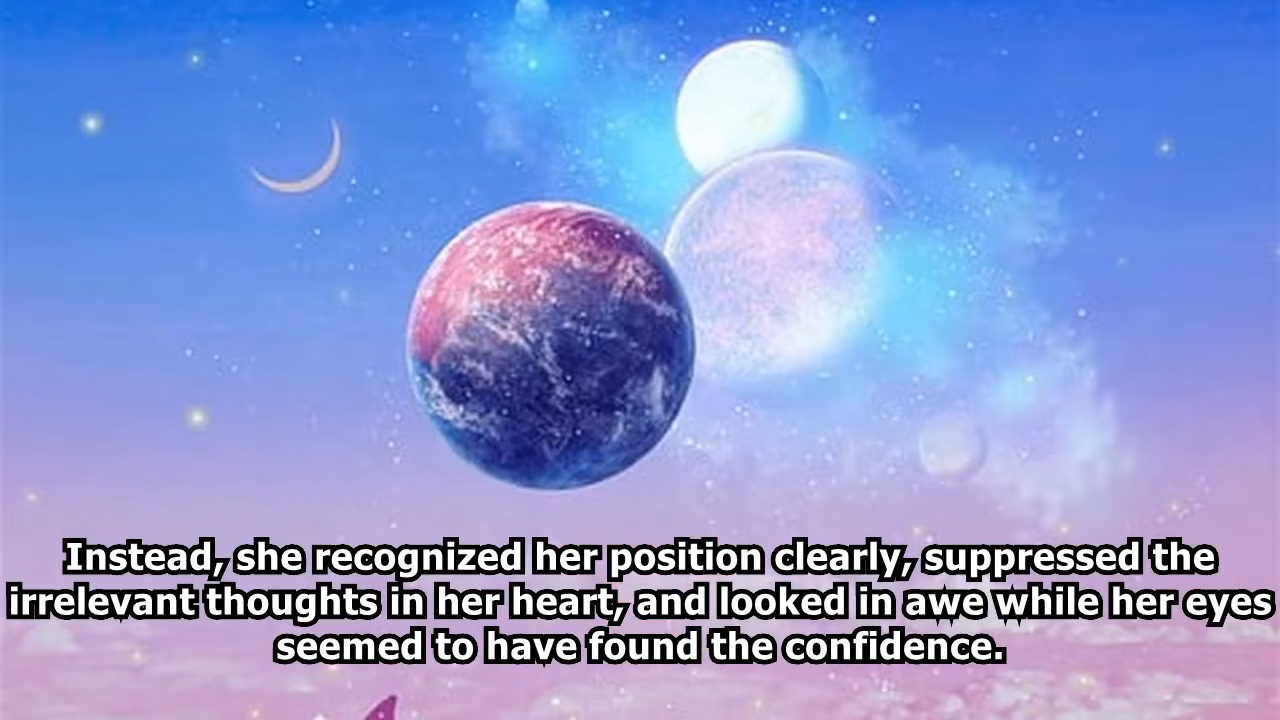 Instead, she recognized her position clearly, suppressed the
irrelevant thoughts in her heart, and looked in awe while her eyes
seemed to have found the confidence.